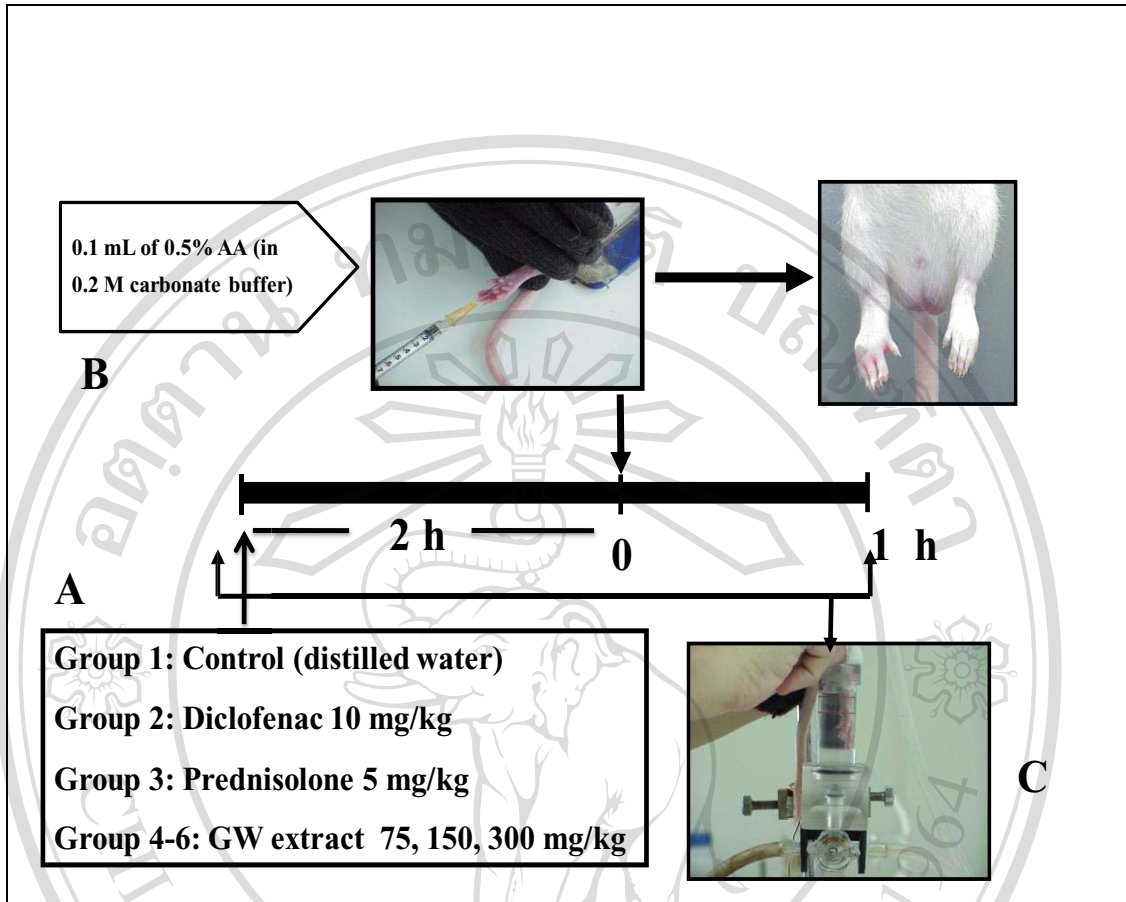 0.1 mL of 0.5% AA (in
0.2 M carbonate buffer)
B
2 h
0
1 h
A
Group 1: Control (distilled water)
Group 2: Diclofenac 10 mg/kg
Group 3: Prednisolone 5 mg/kg
Group 4-6: GW extract 75, 150, 300 mg/kg
C
1964